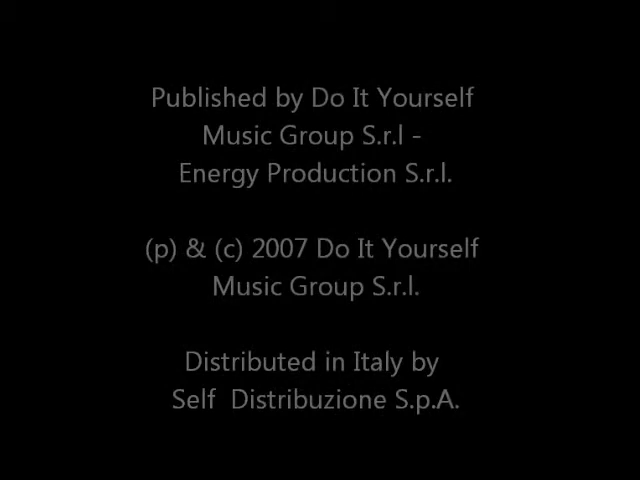 Published by Do It Yourself
Music Group S.r.l -
Energy Production S.r.l.
(p) & (c) 2007 Do It Yourself
Music Group S.r.l.
Distributed in Italy by
Self  Distribuzione S.p.A.